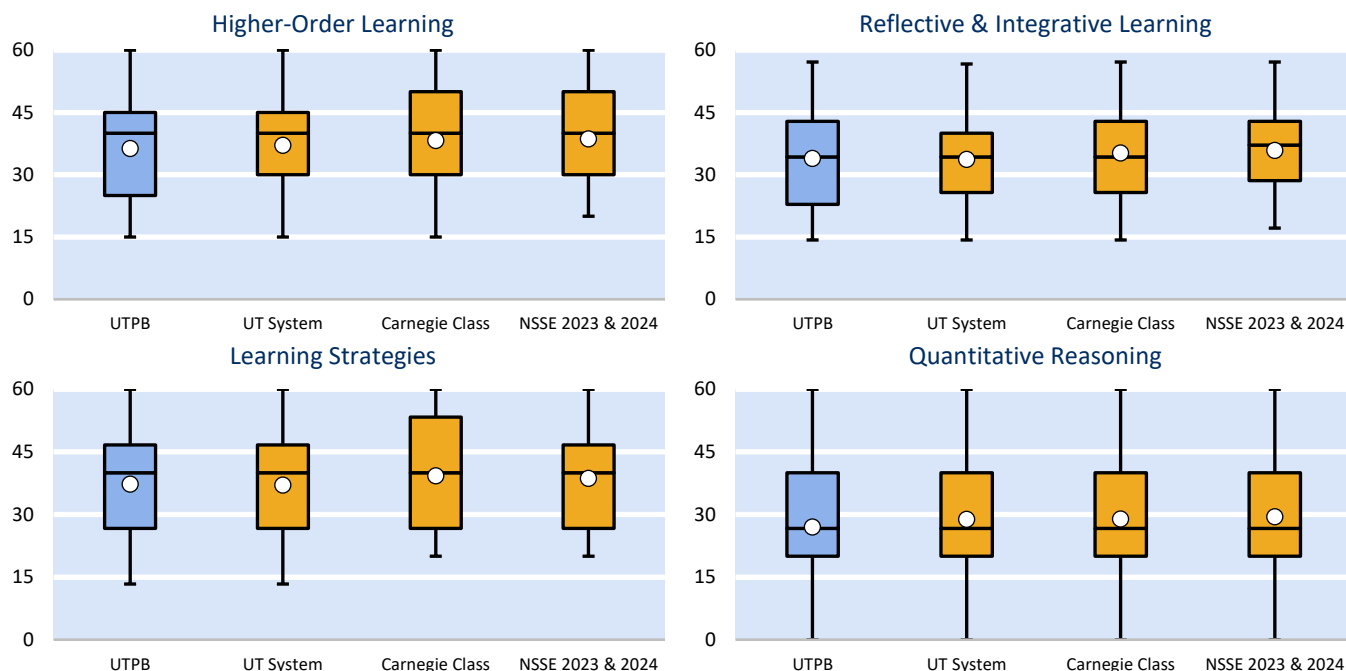 Higher-Order Learning
60
45
30
15
0
UTPB UT System Carnegie Class NSSE 2023 & 2024
Reflective & Integrative Learning
60
45
30
15
0
UTPB UT System Carnegie Class NSSE 2023 & 2024
Learning Strategies
60
45
30
15
0
UTPB UT System Carnegie Class NSSE 2023 & 2024
Quantitative Reasoning
60
45
30
15
0
UTPB UT System Carnegie Class NSSE 2023 & 2024